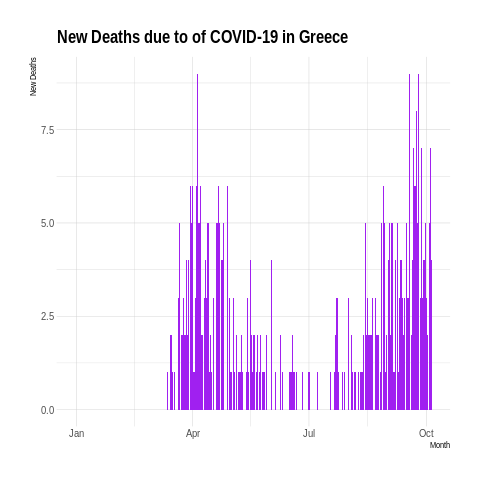 New Deaths due to of COVID-19 in Greece
New Deaths
7.5
5.0
2.5
0.0
Jan Apr Jul Oct
Month